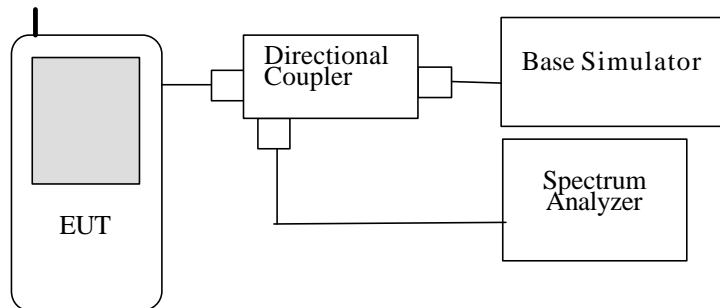 Directional
Coupler
Base Simulator
Spectrum
Analyzer
EUT